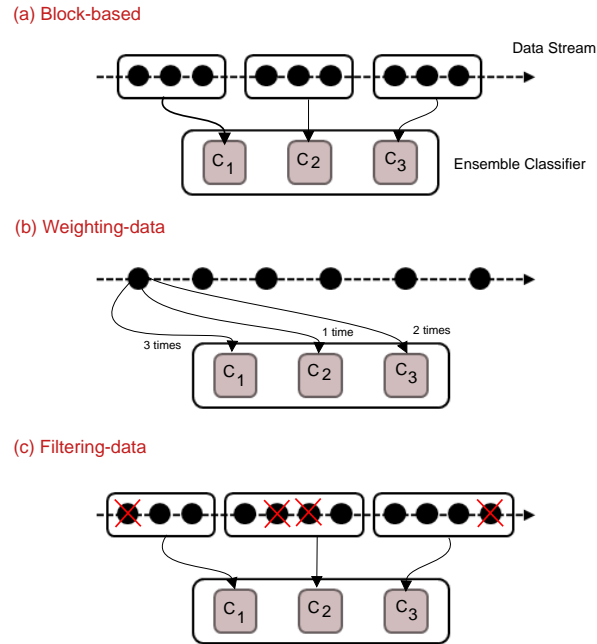 (a) Block-based
Data Stream
C1 C2 C3
Ensemble Classifier
(b) Weighting-data
3 times 1 time 2 times
C1 C2 C3
(c) Filtering-data
C1 C2 C3